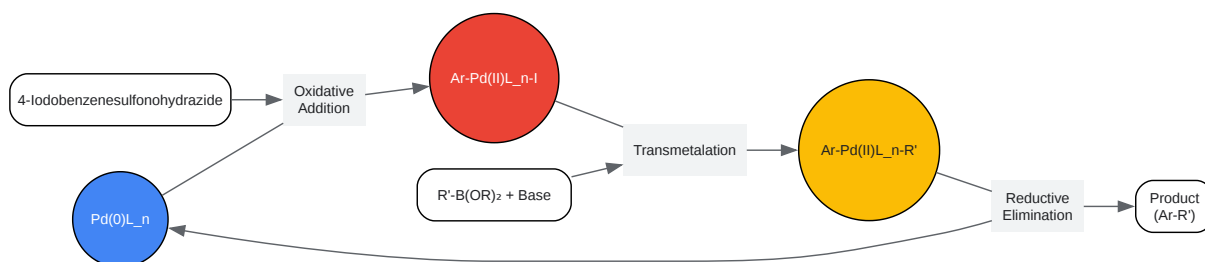 4-Iodobenzenesulfonohydrazide
Pd(0)L_n
Oxidative
Addition
Ar-Pd(II)L_n-I
R'-B(OR)₂ + Base
Transmetalation
Ar-Pd(II)L_n-R'
Reductive
Elimination
Product
(Ar-R')